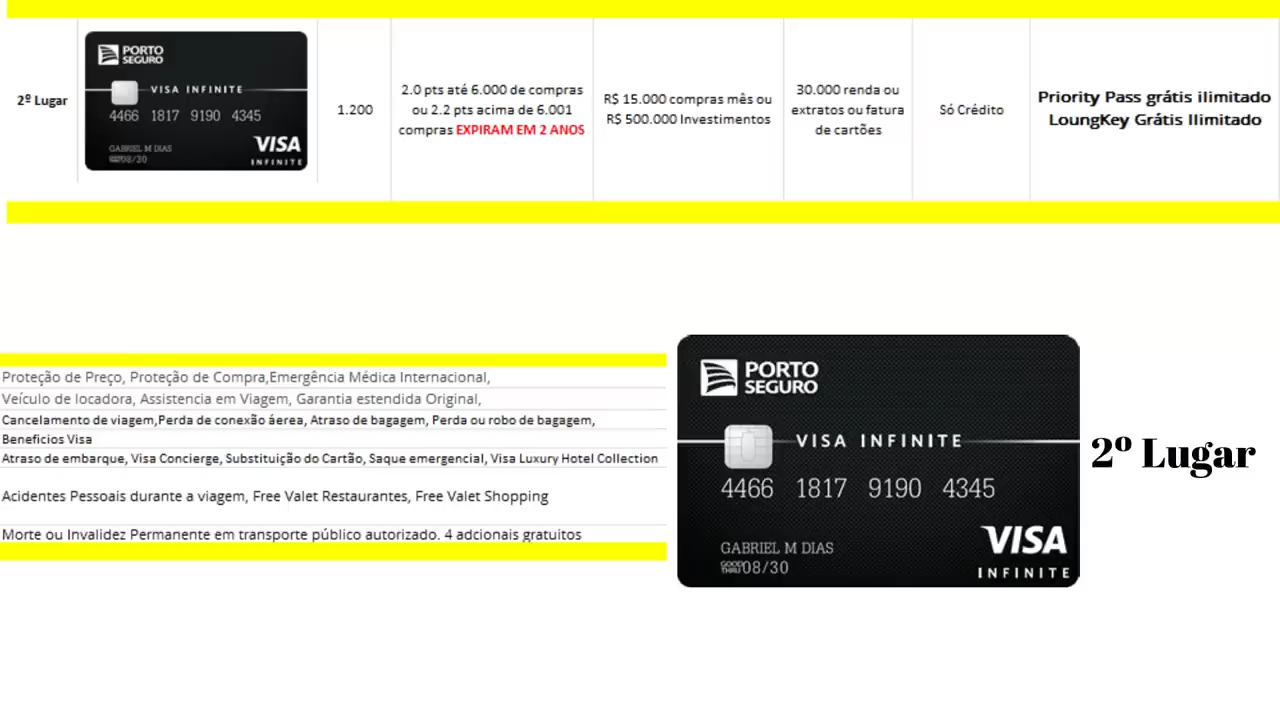 2º Lugar
PORTO
SEGURO
VISA INFINITE
4466 1817 9190 4345
GABRIEL M DIAS
08/30
VISA
INFINITE
1.200
2.0 pts até 6.000 de compras
ou 2.2 pts acima de 6.001
compras EXPIRAM EM 2 ANOS
R$ 15.000 compras mês ou
R$ 500.000 Investimentos
30.000 renda ou
extratos ou fatura
de cartões
Só Crédito
Priority Pass grátis ilimitado
LoungKey Grátis Ilimitado
Proteção de Preço, Proteção de Compra,Emergência Médica Internacional,
Veículo de locadora, Assistencia em Viagem, Garantia estendida Original,
Cancelamento de viagem,Perda de conexão áerea, Atraso de bagagem, Perda ou robo de bagagem,
Beneficios Visa
Atraso de embarque, Visa Concierge, Substituição do Cartão, Saque emergencial, Visa Luxury Hotel Collection
Acidentes Pessoais durante a viagem, Free Valet Restaurantes, Free Valet Shopping
Morte ou Invalidez Permanente em transporte público autorizado. 4 adcionais gratuitos
PORTO
SEGURO
VISA INFINITE
4466 1817 9190 4345
GABRIEL M DIAS
GOOD
THRU 08/30
VISA
INFINITE
2º Lugar